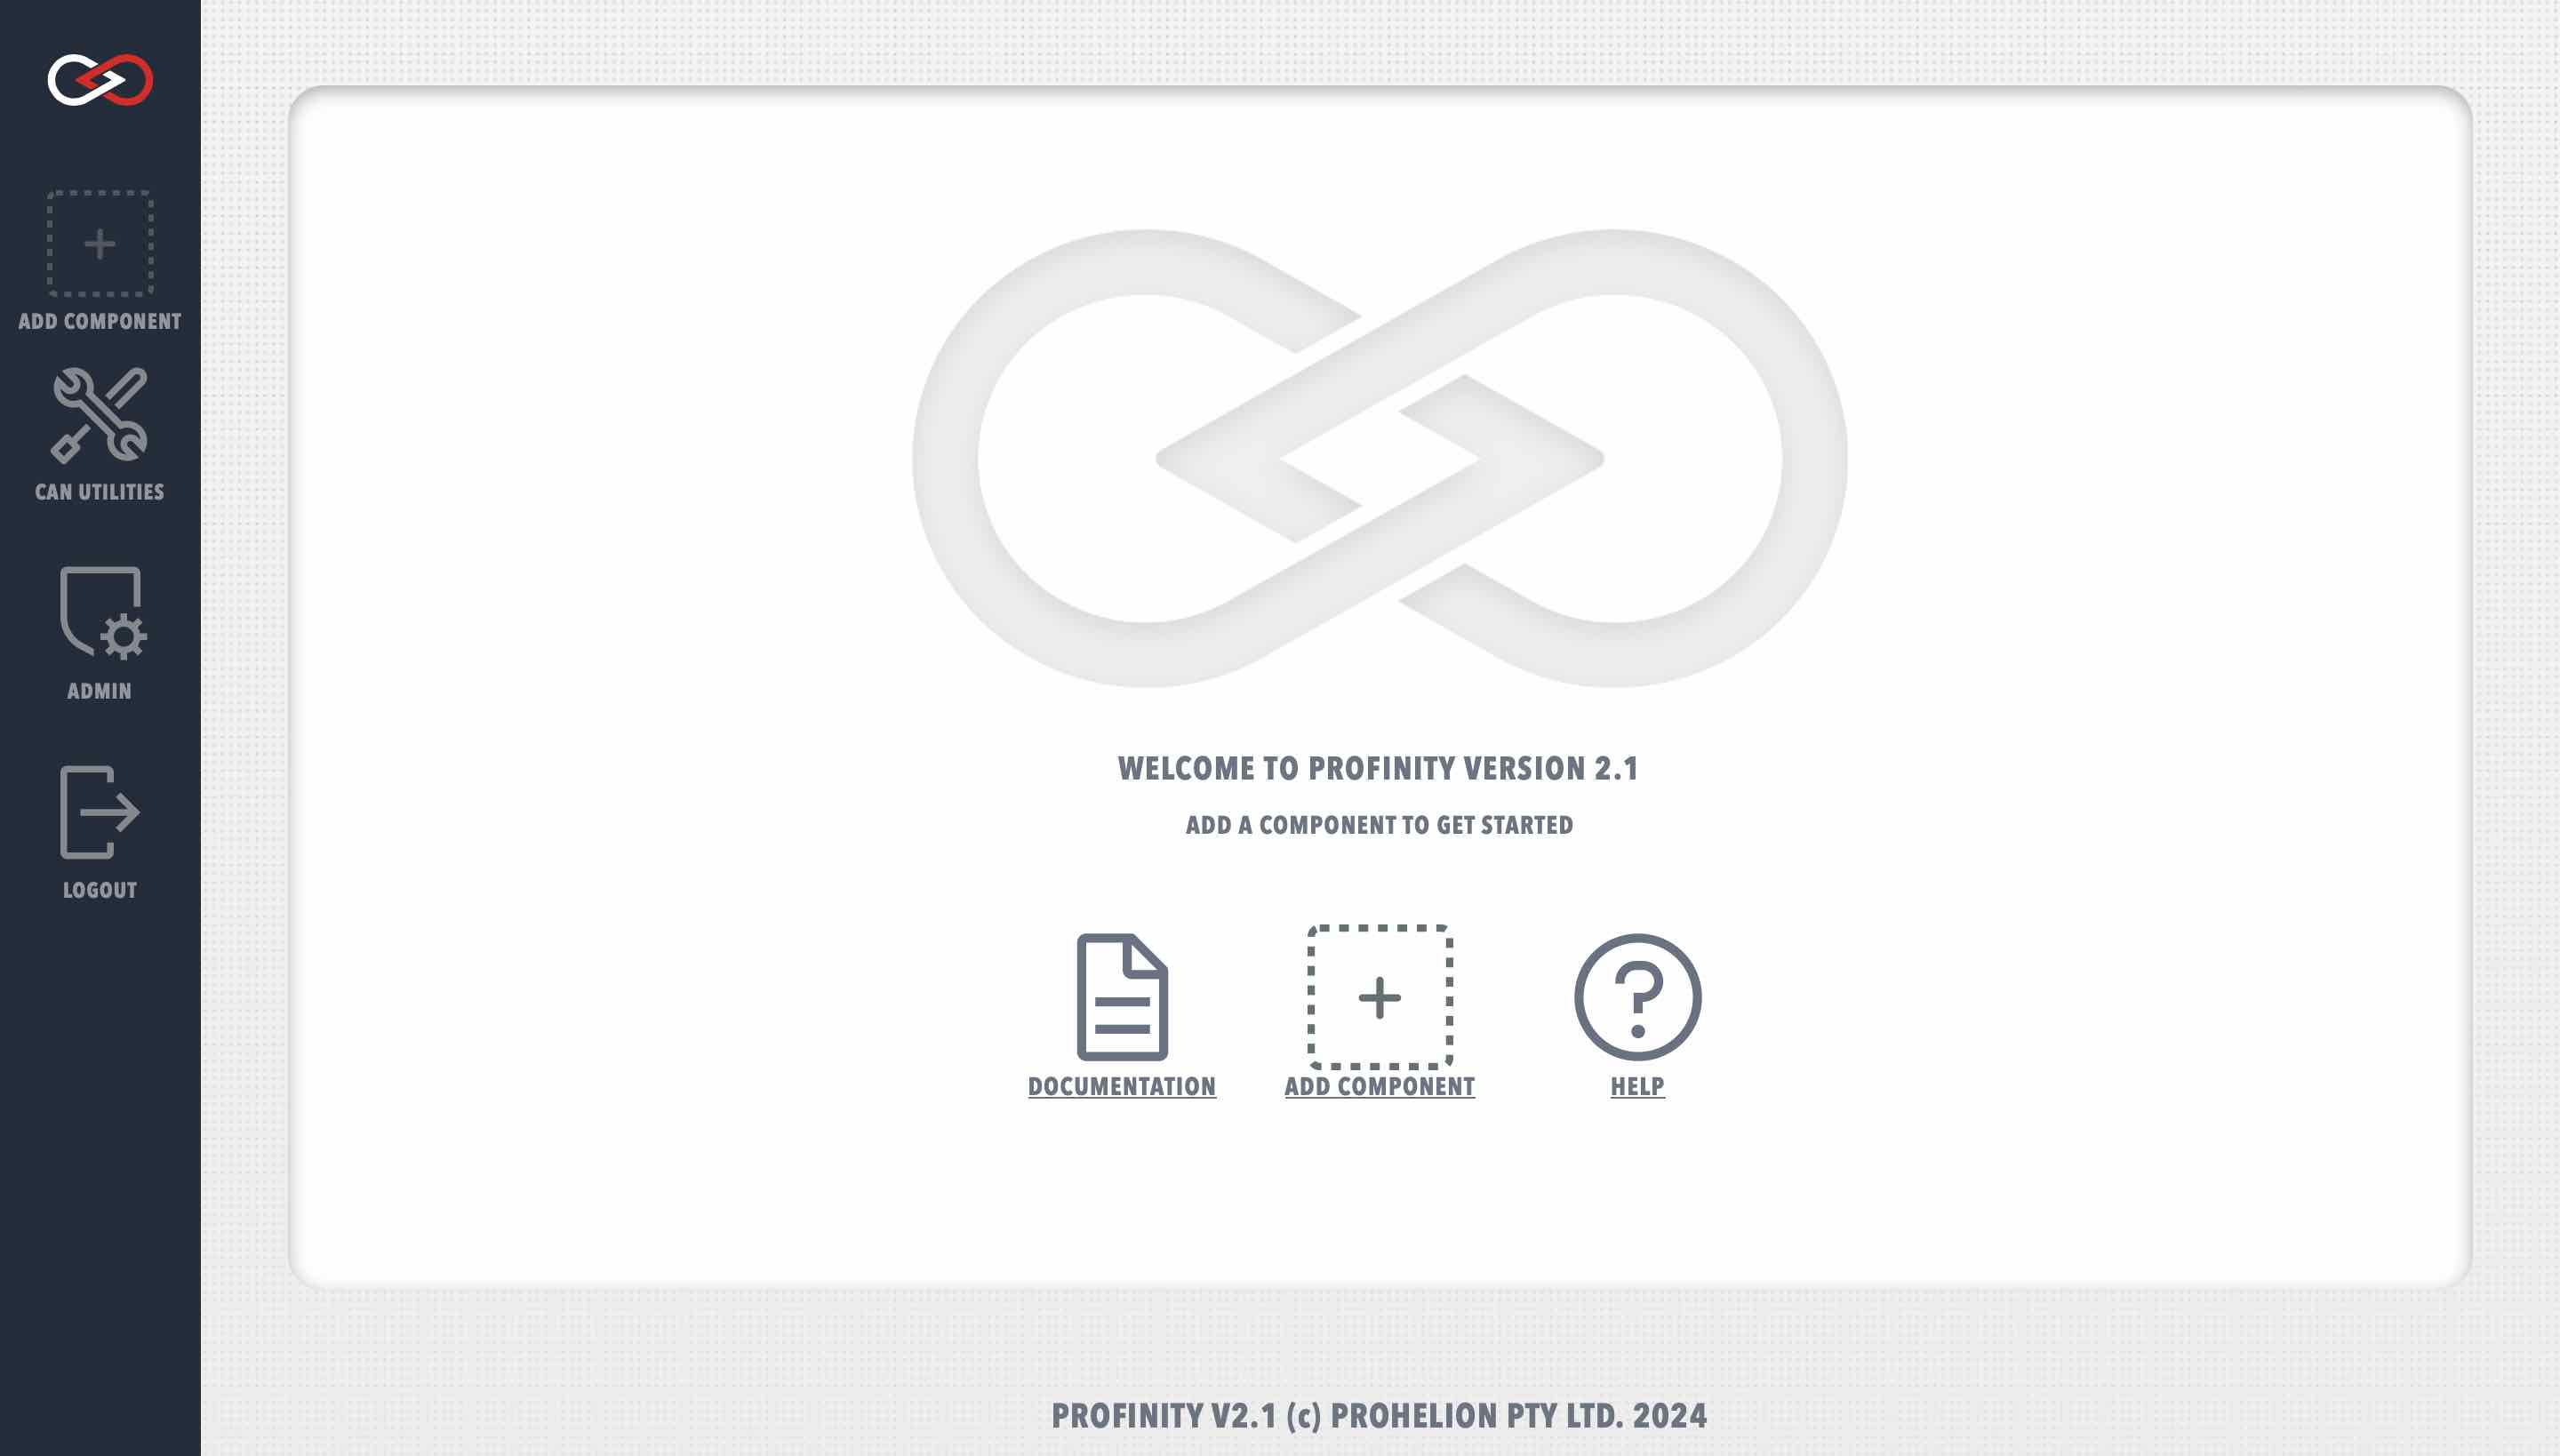 ADD COMPONENT
CAN UTILITIES
ADMIN
LOGOUT
WELCOME TO PROFINITY VERSION 2.1
ADD A COMPONENT TO GET STARTED
DOCUMENTATION
ADD COMPONENT
HELP
PROFINITY V2.1 (c) PROHELION PTY LTD. 2024